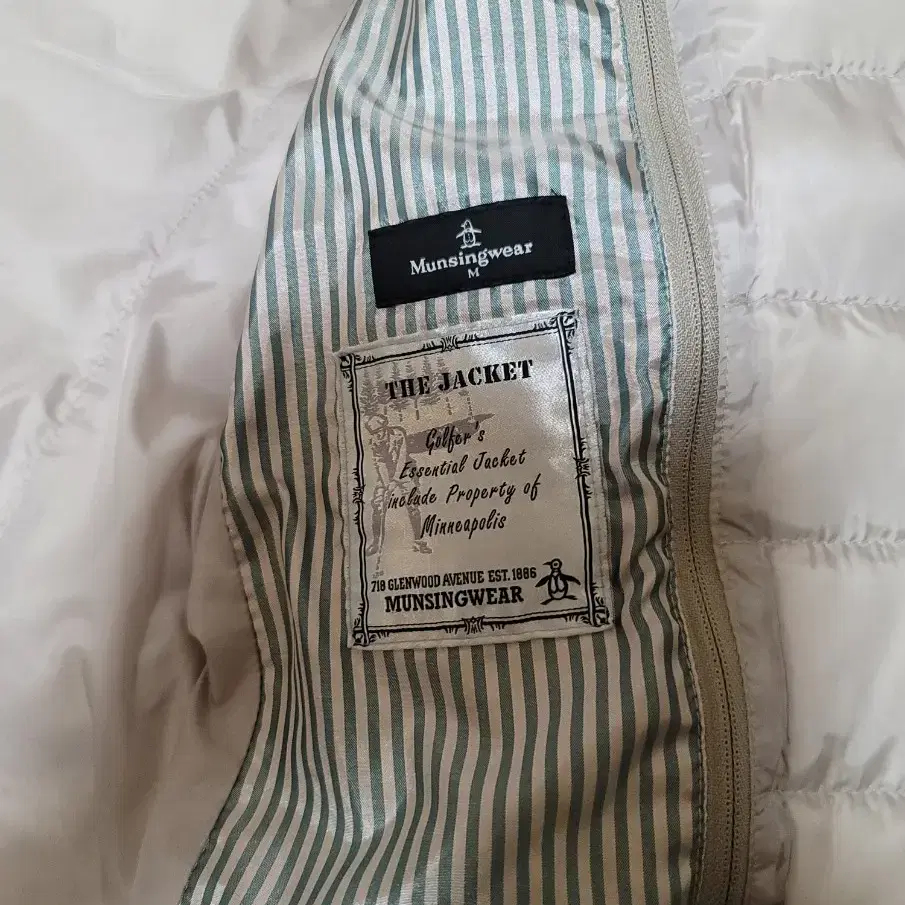 Munsingwear
M
THE JACKET
Golfer's
Essential Jacket
include Property of
Minneapolis
718 GLENWOOD AVENUE EST. 1886
MUNSINGWEAR